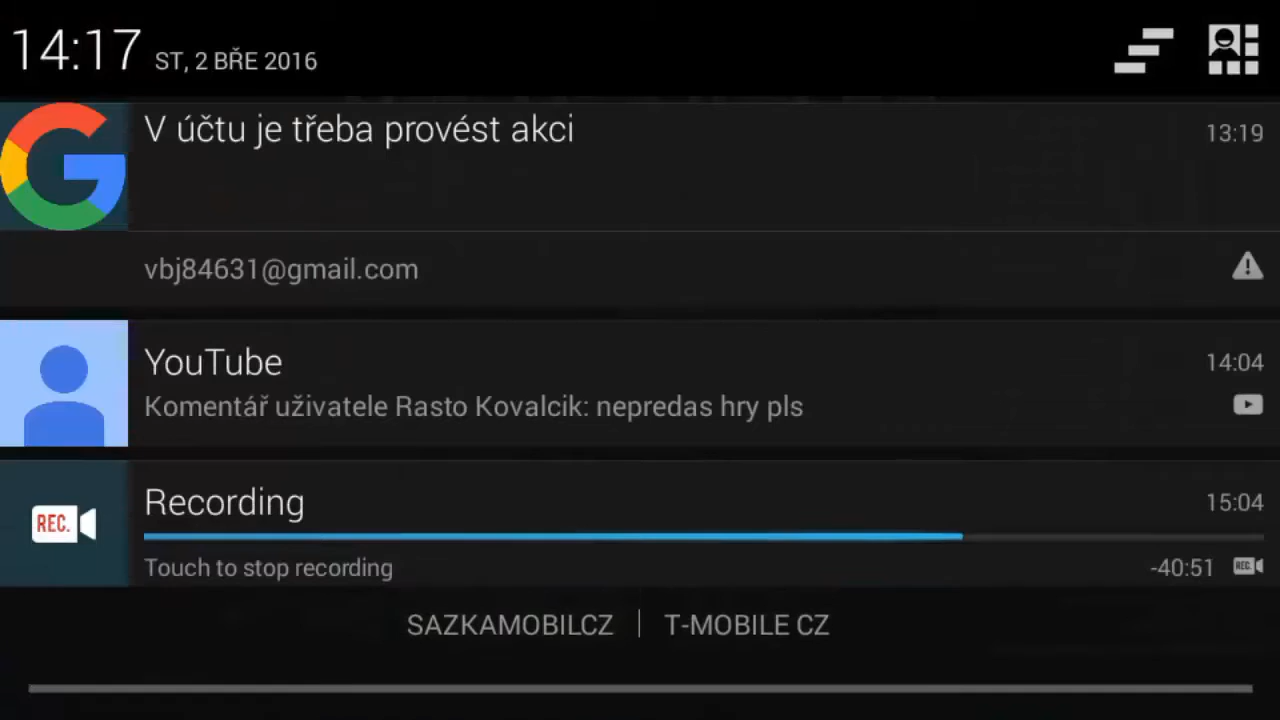 14:17 ST, 2 BŘE 2016
V účtu je třeba provést akci 13:19
vbj84631@gmail.com
YouTube 14:04
Komentář uživatele Rasto Kovalcik: nepredas hry pls
REC. Recording 15:04
Touch to stop recording -40:51 REC.
SAZKAMOBILCZ | T-MOBILE CZ